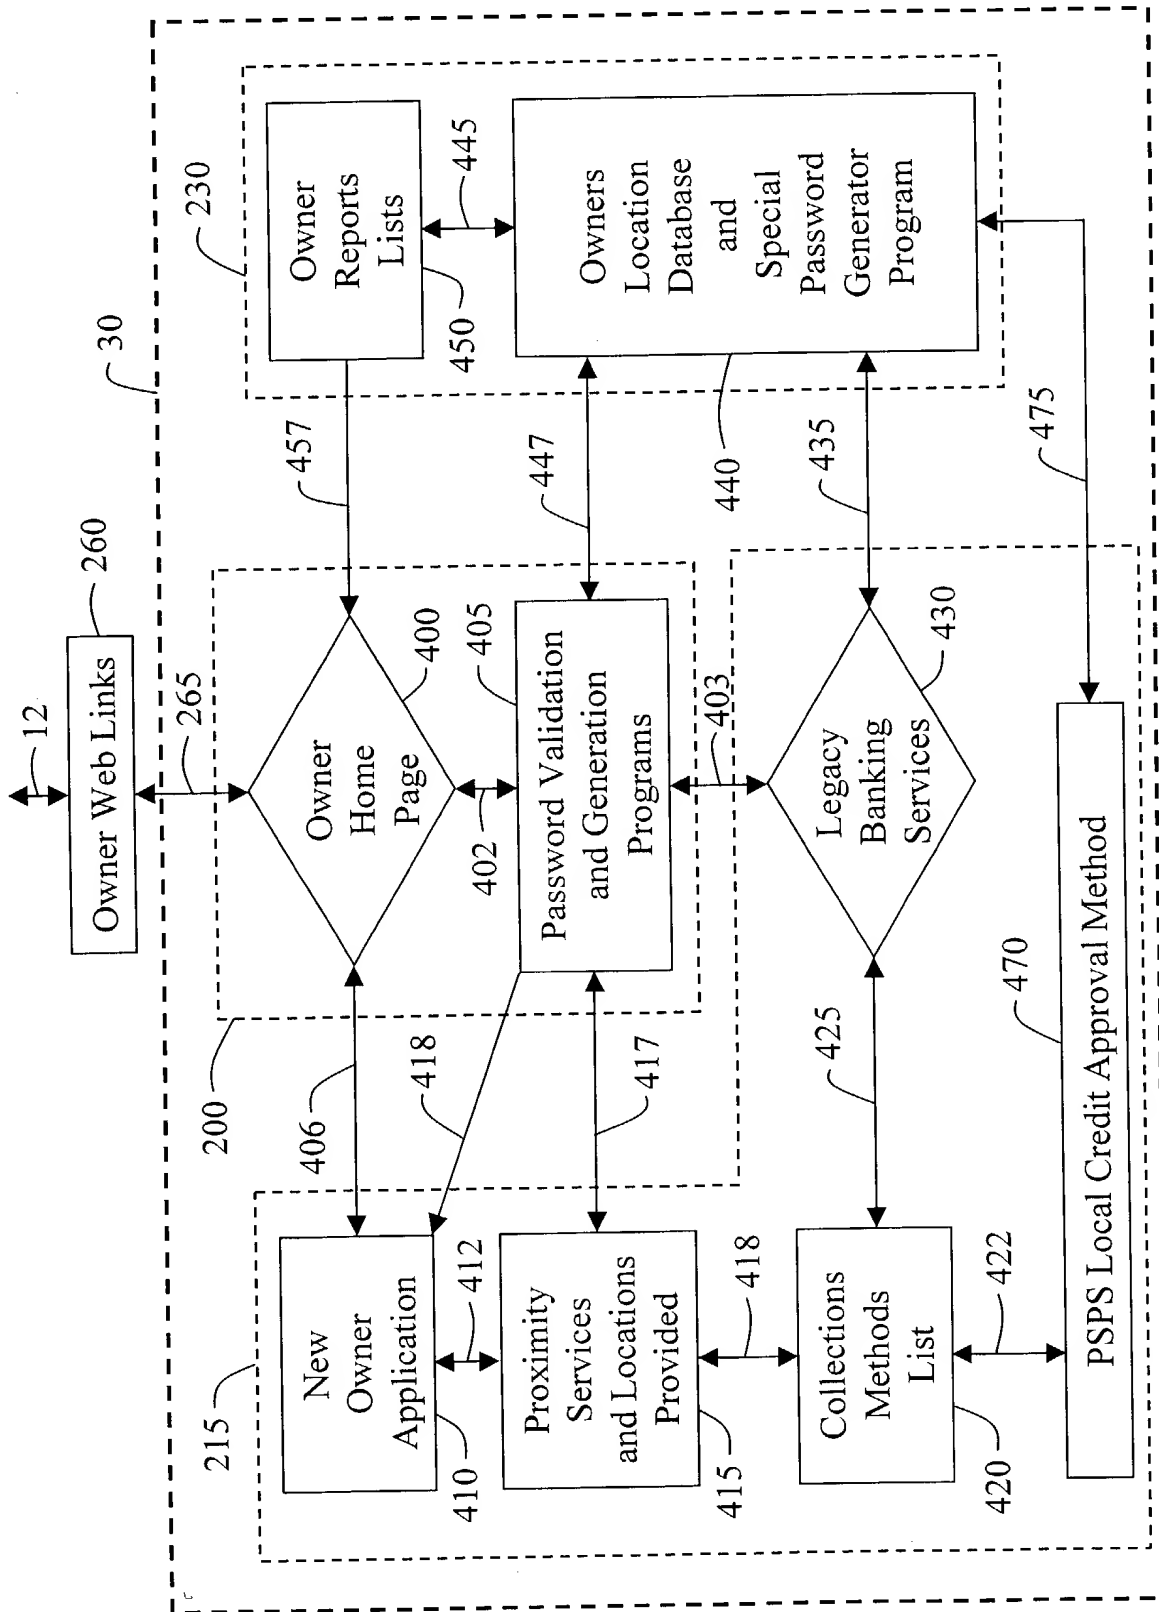 12
Owner Web Links
260
265
30
215
200
230
New
Owner
Application
410
406
Owner
Home
Page
400
457
Owner
Reports
Lists
450
412
418
402
445
Proximity
Services
and Locations
Provided
415
417
Password Validation
and Generation
Programs
405
447
Owners
Location
Database
and
Special
Password
Generator
Program
440
418
403
Collections
Methods
List
420
425
Legacy
Banking
Services
430
435
422
PSPS Local Credit Approval Method
470
475